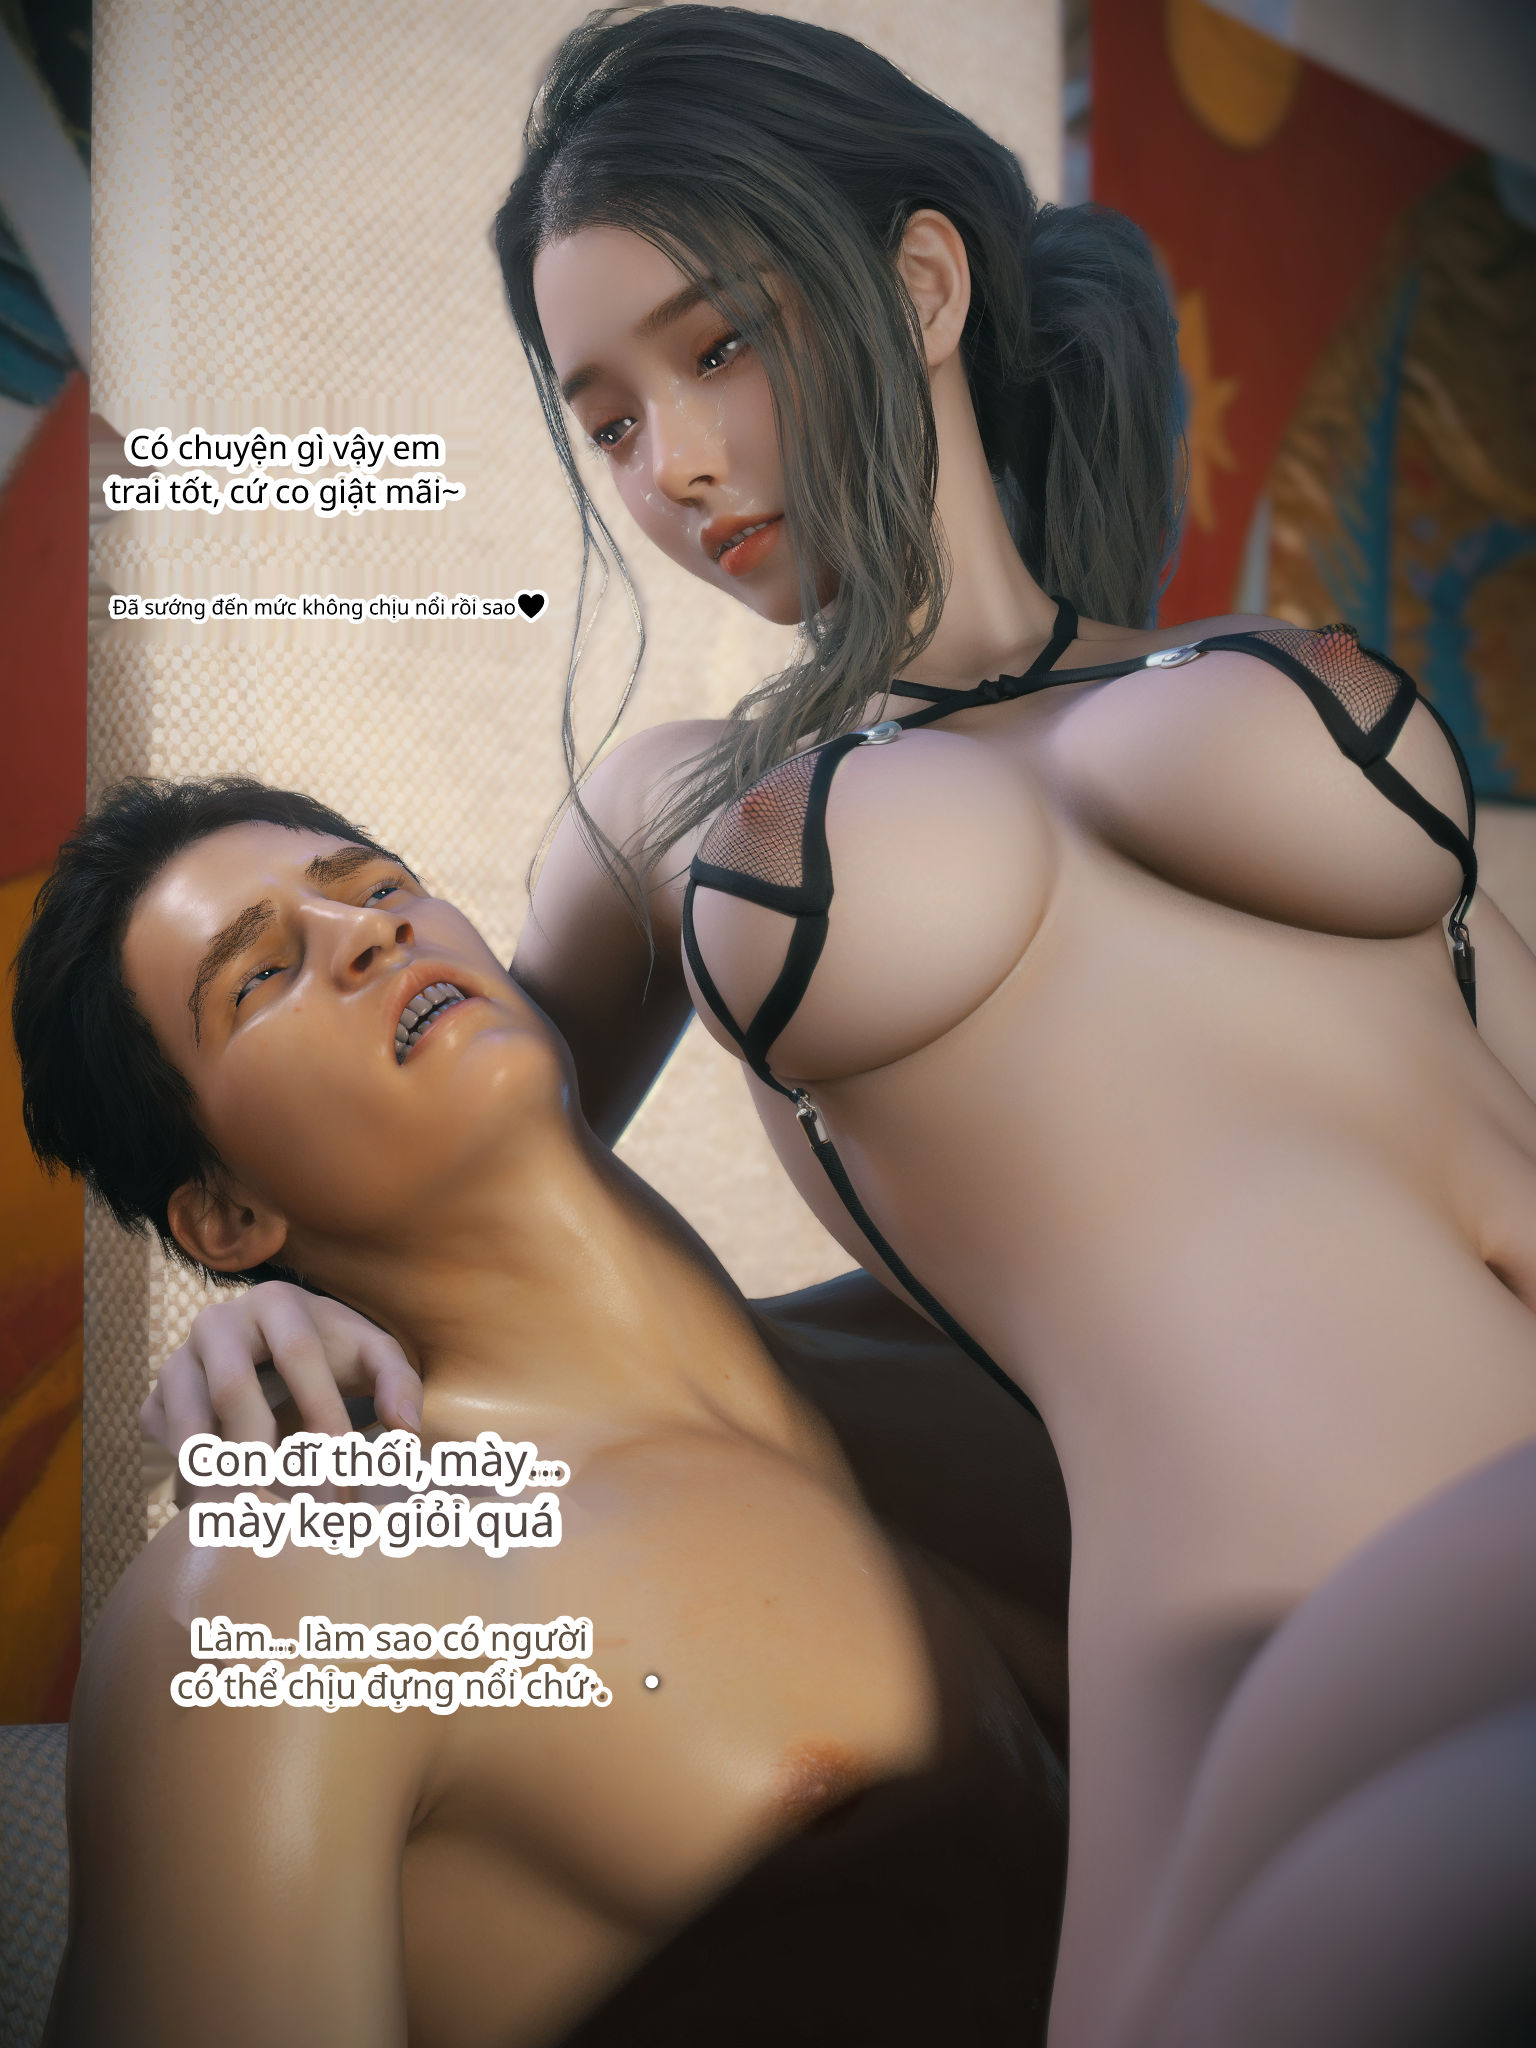 Có chuyện gì vậy em
trai tốt, cứ co giật mãi~
Đã sướng đến mức không chịu nổi rồi sao♥
Con đĩ thối, mày...
mày kẹp giỏi quá
Làm... làm sao có người
có thể chịu đựng nổi chứ.